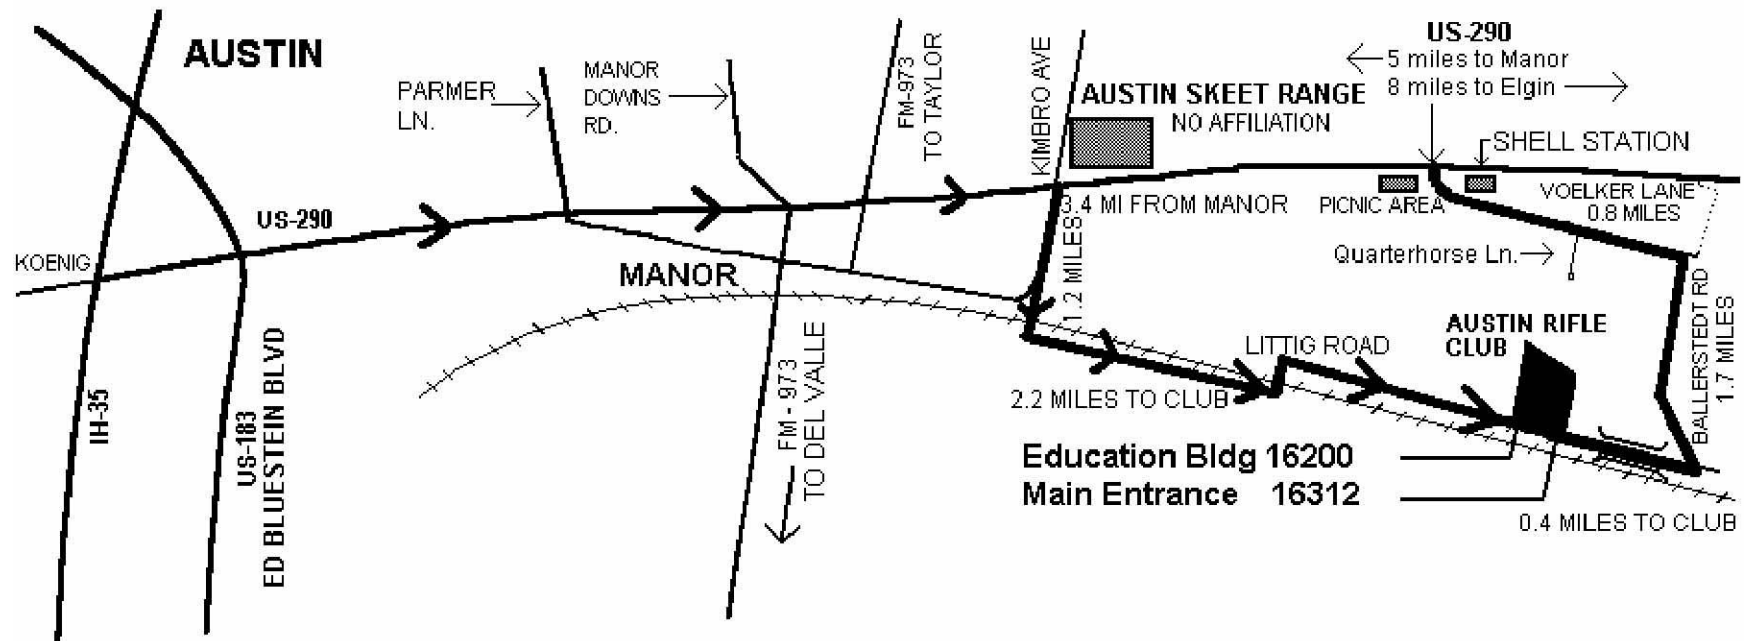 AUSTIN
PARMER
LN.
MANOR
DOWNS
RD.
FM-973
TO TAYLOR
KIMBRO AVE
AUSTIN SKEET RANGE
NO AFFILIATION
US-290
5 miles to Manor
8 miles to Elgin
SHELL STATION
VOELKER LANE
0.8 MILES
PICNIC AREA
3.4 MI FROM MANOR
US-290
KOENIG
MANOR
1.2 MILES
Quarterhorse Ln.
BALLERSTEDT RD
1.7 MILES
AUSTIN RIFLE
CLUB
LITTIG ROAD
2.2 MILES TO CLUB
IH-35
US-183
ED BLUESTEIN BLVD
FM - 973
TO DEL VALLE
Education Bldg 16200
Main Entrance 16312
0.4 MILES TO CLUB